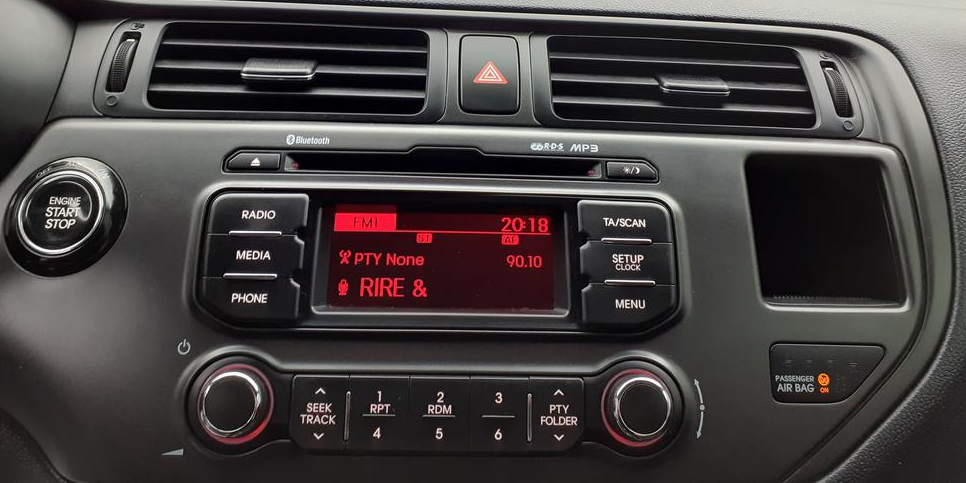 Bluetooth
R·D·S MP3
ENGINE
START
STOP
RADIO
MEDIA
PHONE
FM1
20:18
ST
AF
PTY None
90.10
RIRE &
TA/SCAN
SETUP
CLOCK
MENU
SEEK
TRACK
1
RPT
4
2
RDM
5
3
6
PTY
FOLDER
PASSENGER
AIR BAG
ON